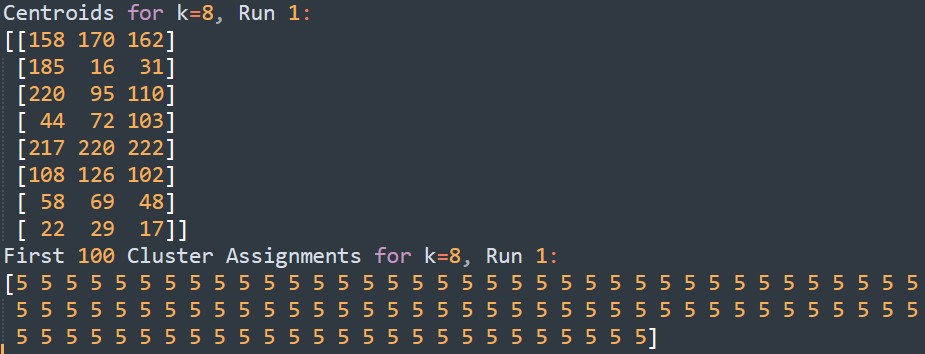 Centroids for k=8, Run 1:
[[158 170 162]
 [185  16  31]
 [220  95 110]
 [ 44  72 103]
 [217 220 222]
 [108 126 102]
 [ 58  69  48]
 [ 22  29  17]]
First 100 Cluster Assignments for k=8, Run 1:
[5 5 5 5 5 5 5 5 5 5 5 5 5 5 5 5 5 5 5 5 5 5 5 5 5 5 5 5 5 5 5 5 5 5 5 5 5
 5 5 5 5 5 5 5 5 5 5 5 5 5 5 5 5 5 5 5 5 5 5 5 5 5 5 5 5 5 5 5 5 5 5 5 5 5
 5 5 5 5 5 5 5 5 5 5 5 5 5 5 5 5 5 5 5 5 5 5 5 5 5 5]